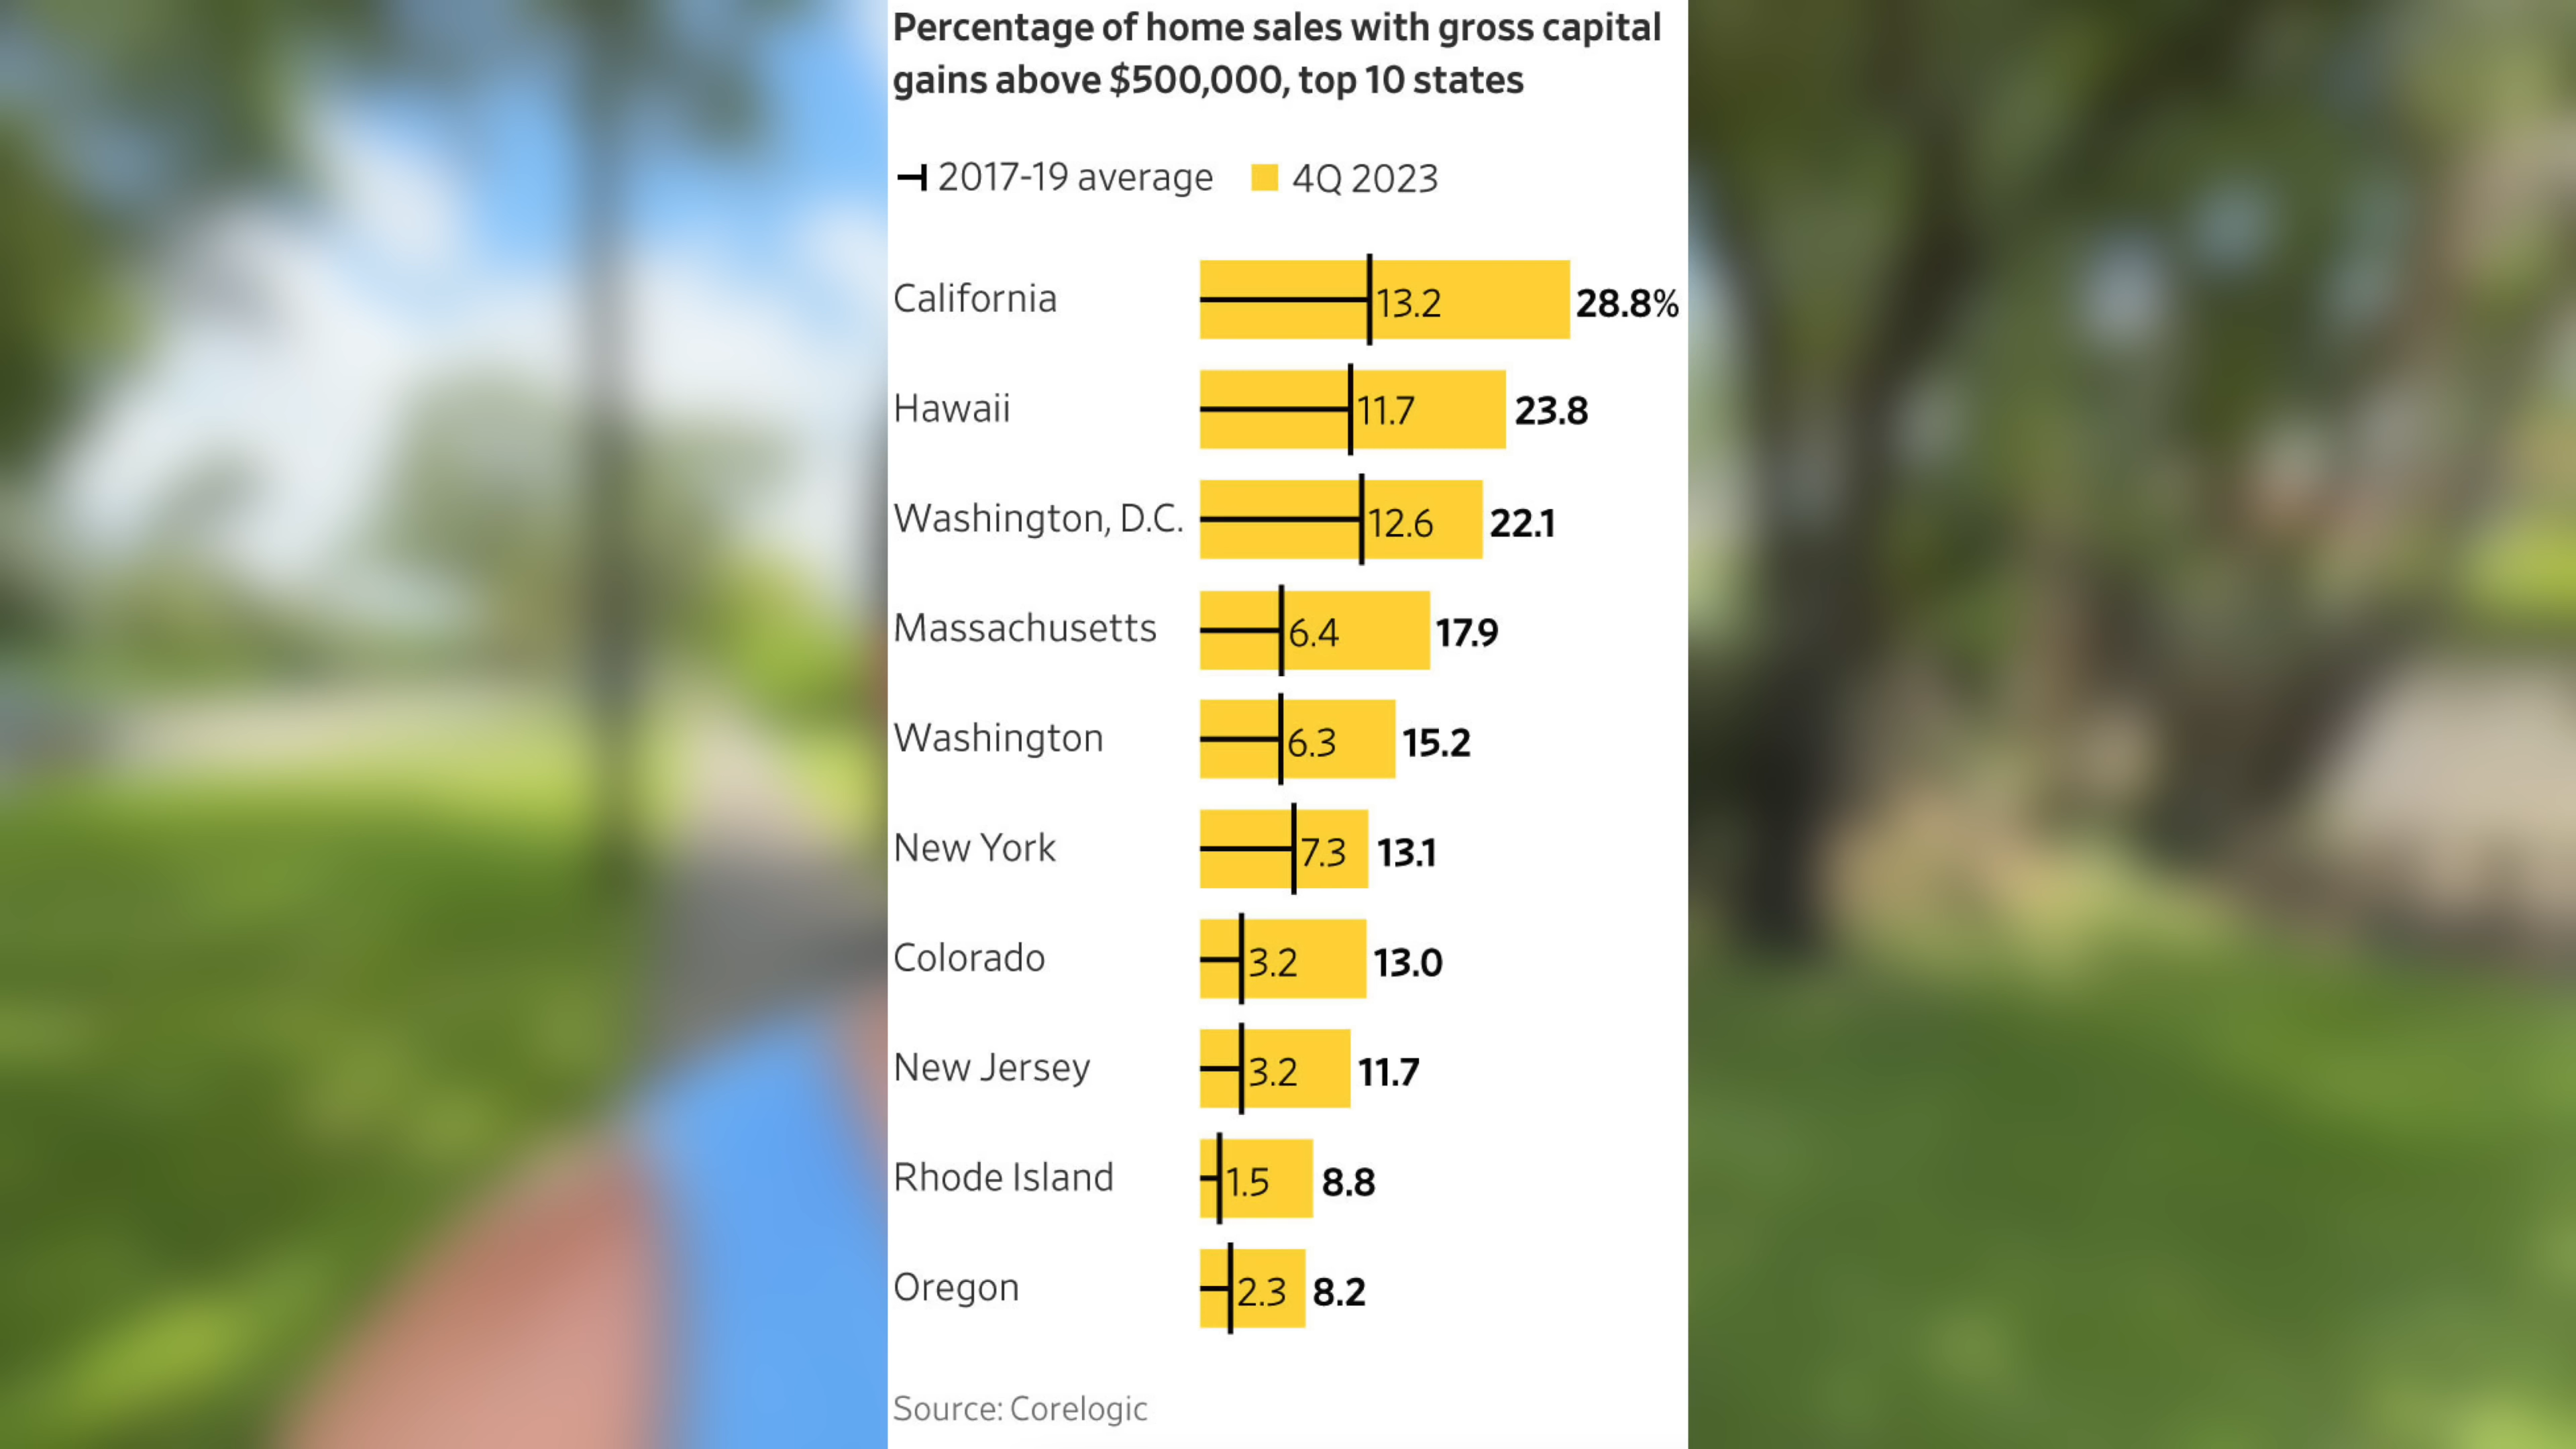 Percentage of home sales with gross capital
gains above $500,000, top 10 states
2017-19 average 4Q 2023
California 13.2 28.8%
Hawaii 11.7 23.8
Washington, D.C. 12.6 22.1
Massachusetts 6.4 17.9
Washington 6.3 15.2
New York 7.3 13.1
Colorado 3.2 13.0
New Jersey 3.2 11.7
Rhode Island 1.5 8.8
Oregon 2.3 8.2
Source: Corelogic